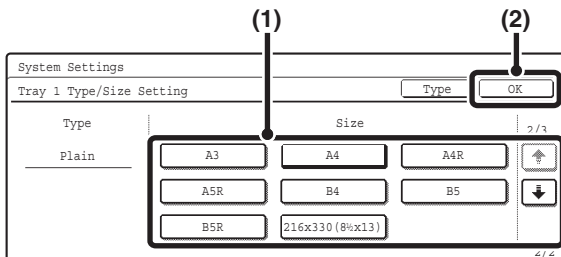 (1) (2)
System Settings
Tray 1 Type/Size Setting Type OK
Type Size 2/3
Plain A3 A4 A4R
A5R B4 B5
B5R 216x330(8½x13)
2/2